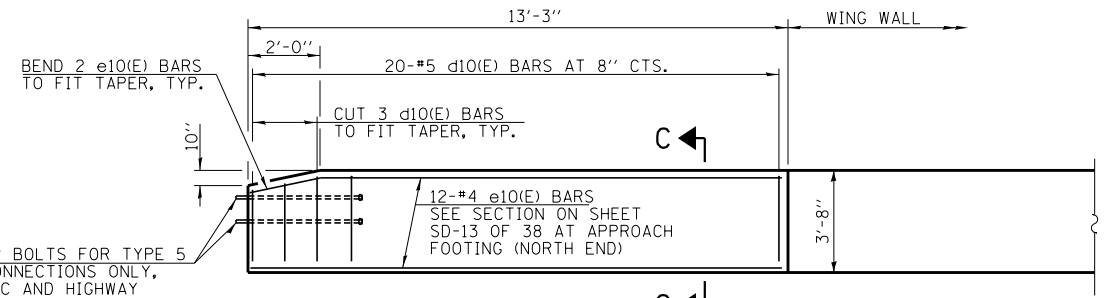 13'-3"
WING WALL
2'-0"
BEND 2 e10(E) BARS
TO FIT TAPER, TYP.
20-#5 d10(E) BARS AT 8" CTS.
CUT 3 d10(E) BARS
TO FIT TAPER, TYP.
10"
C
12-#4 e10(E) BARS
SEE SECTION ON SHEET
SD-13 OF 38 AT APPROACH
FOOTING (NORTH END)
3'-8"
BOLTS FOR TYPE 5
ONNECTIONS ONLY,
C AND HIGHWAY